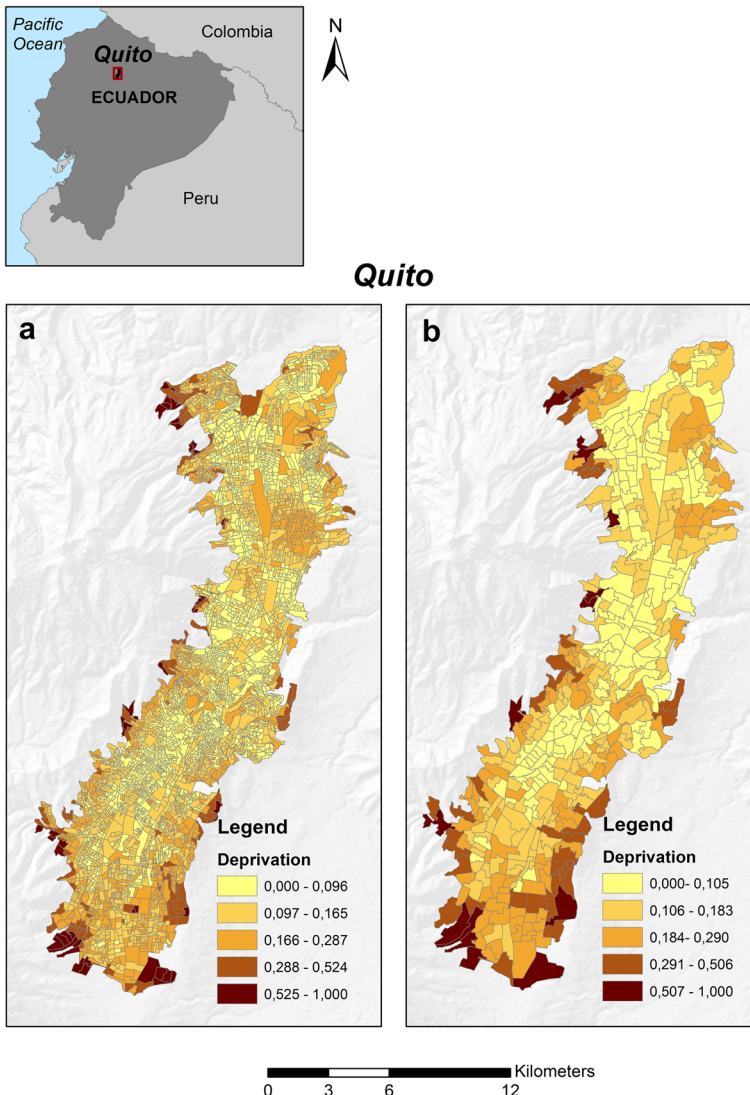 Pacific
Ocean
Colombia
Quito
ECUADOR
Peru
N
Quito
a
Legend
Deprivation
0,000 - 0,096
0,097 - 0,165
0,166 - 0,287
0,288 - 0,524
0,525 - 1,000
b
Legend
Deprivation
0,000- 0,105
0,106 - 0,183
0,184- 0,290
0,291 - 0,506
0,507 - 1,000
Kilometers
0 3 6 12